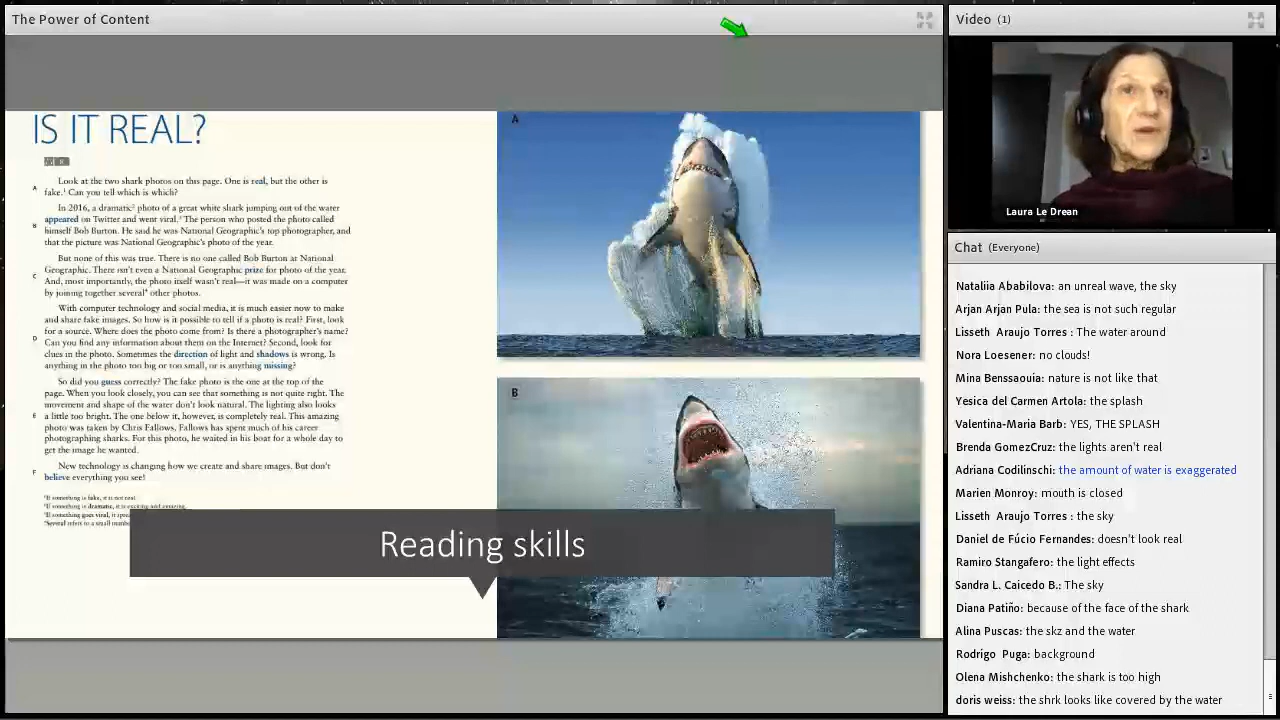 The Power of Content
IS IT REAL?
A
Look at the two shark photos on this page. One is real, but the other is
fake.¹ Can you tell which is which?
B
In 2016, a dramatic² photo of a great white shark jumping out of the water
appeared on Twitter and went viral.³ The person who posted the photo called
himself Bob Burton. He said he was National Geographic's top photographer, and
that the picture was National Geographic's photo of the year.
C
But none of this was true. There is no one called Bob Burton at National
Geographic. There isn't even a National Geographic prize for photo of the year.
And, most importantly, the photo itself wasn't real—it was made on a computer
by joining together several⁴ other photos.
D
With computer technology and social media, it is much easier now to make
and share fake images. So how is it possible to tell if a photo is real? First, look
for a source. Where does the photo come from? Is there a photographer's name?
Can you find any information about them on the Internet? Second, look for
clues in the photo. Sometimes the direction of light and shadows is wrong. Is
anything in the photo too big or too small, or is anything missing?
E
So did you guess correctly? The fake photo is the one at the top of the
page. When you look closely, you can see that something is not quite right. The
movement and shape of the water don't look natural. The lighting also looks
a little too bright. The one below it, however, is completely real. This amazing
photo was taken by Chris Fallows. Fallows has spent much of his career
photographing sharks. For this photo, he waited in his boat for a whole day to
get the image he wanted.
F
New technology is changing how we create and share images. But don't
believe everything you see!
¹If something is fake, it is not real.
²If something is dramatic, it is exciting and amazing.
³If something goes viral, it
⁴Several refers to a small
A
B
Reading skills
Video (1)
Laura Le Drean
Chat (Everyone)
Nataliia Ababilova: an unreal wave, the sky
Arjan Arjan Pula: the sea is not such regular
Lisseth Araujo Torres : The water around
Nora Loesener: no clouds!
Mina Benssaouia: nature is not like that
Yesica del Carmen Artola: the splash
Valentina-Maria Barb: YES, THE SPLASH
Brenda GomezCruz: the lights aren't real
Adriana Codilinschi: the amount of water is exaggerated
Marien Monroy: mouth is closed
Lisseth Araujo Torres : the sky
Daniel de Fúcio Fernandes: doesn't look real
Ramiro Stangafero: the light effects
Sandra L. Caicedo B.: The sky
Diana Patiño: because of the face of the shark
Alina Puscas: the skz and the water
Rodrígo Puga: background
Olena Mishchenko: the shark is too high
doris weiss: the shrk looks like covered by the water